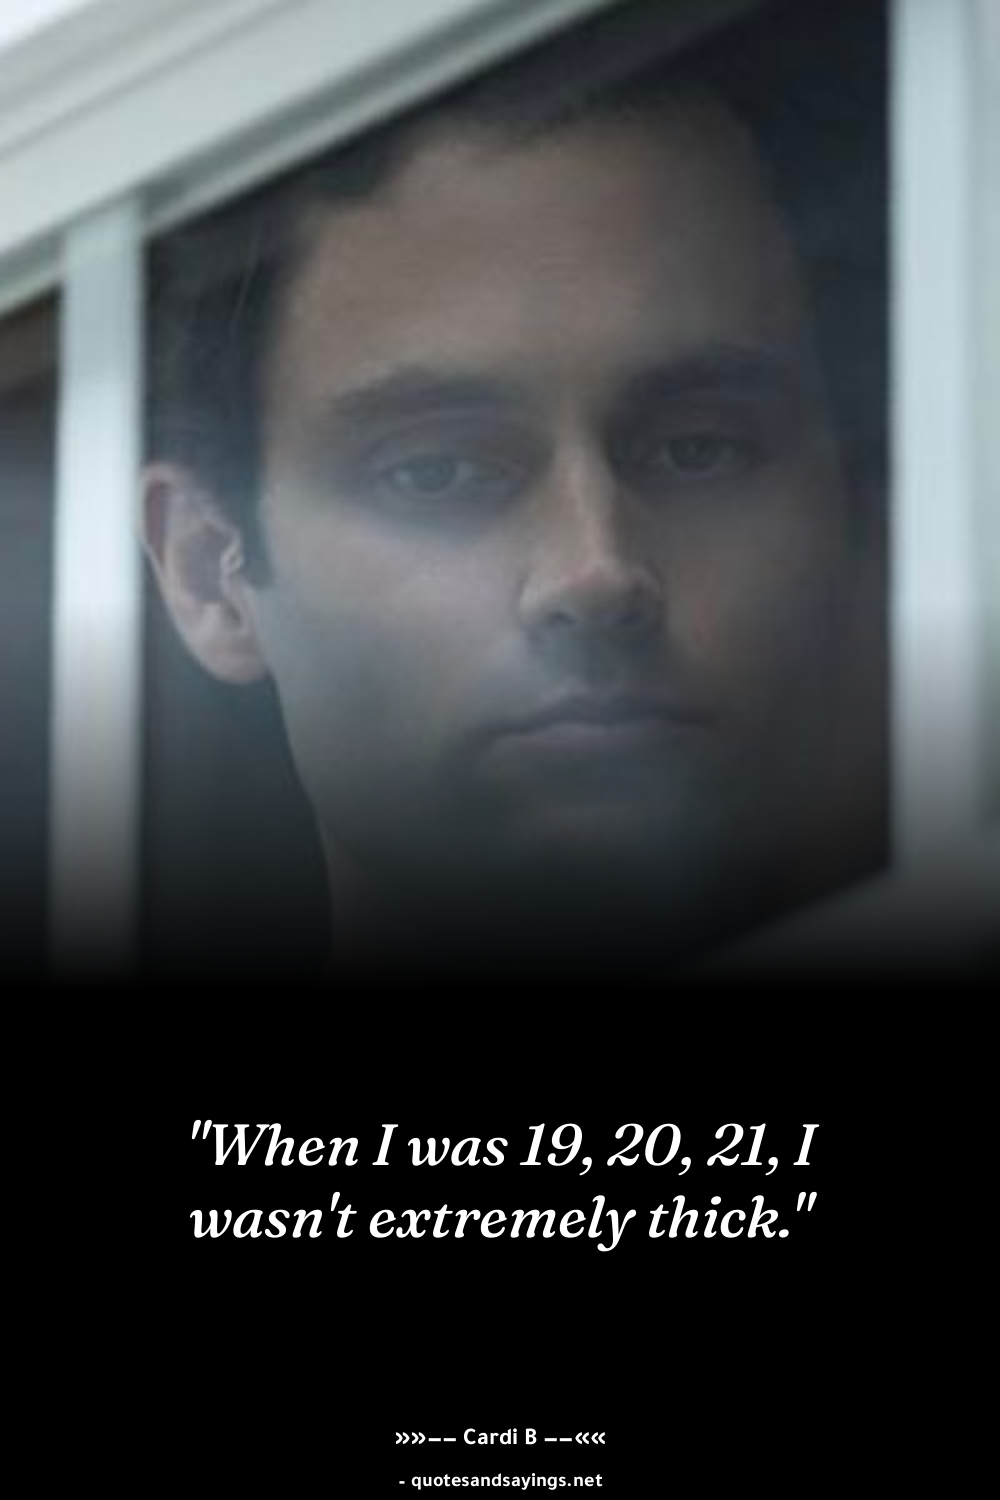 "When I was 19, 20, 21, I
wasn't extremely thick."
»»–– Cardi B ––««
- quotesandsayings.net